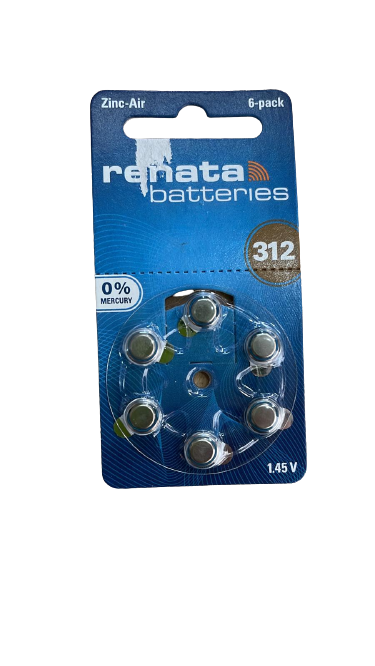 Zinc-Air 6-pack
renata
batteries
312
0%
MERCURY
1.45 V